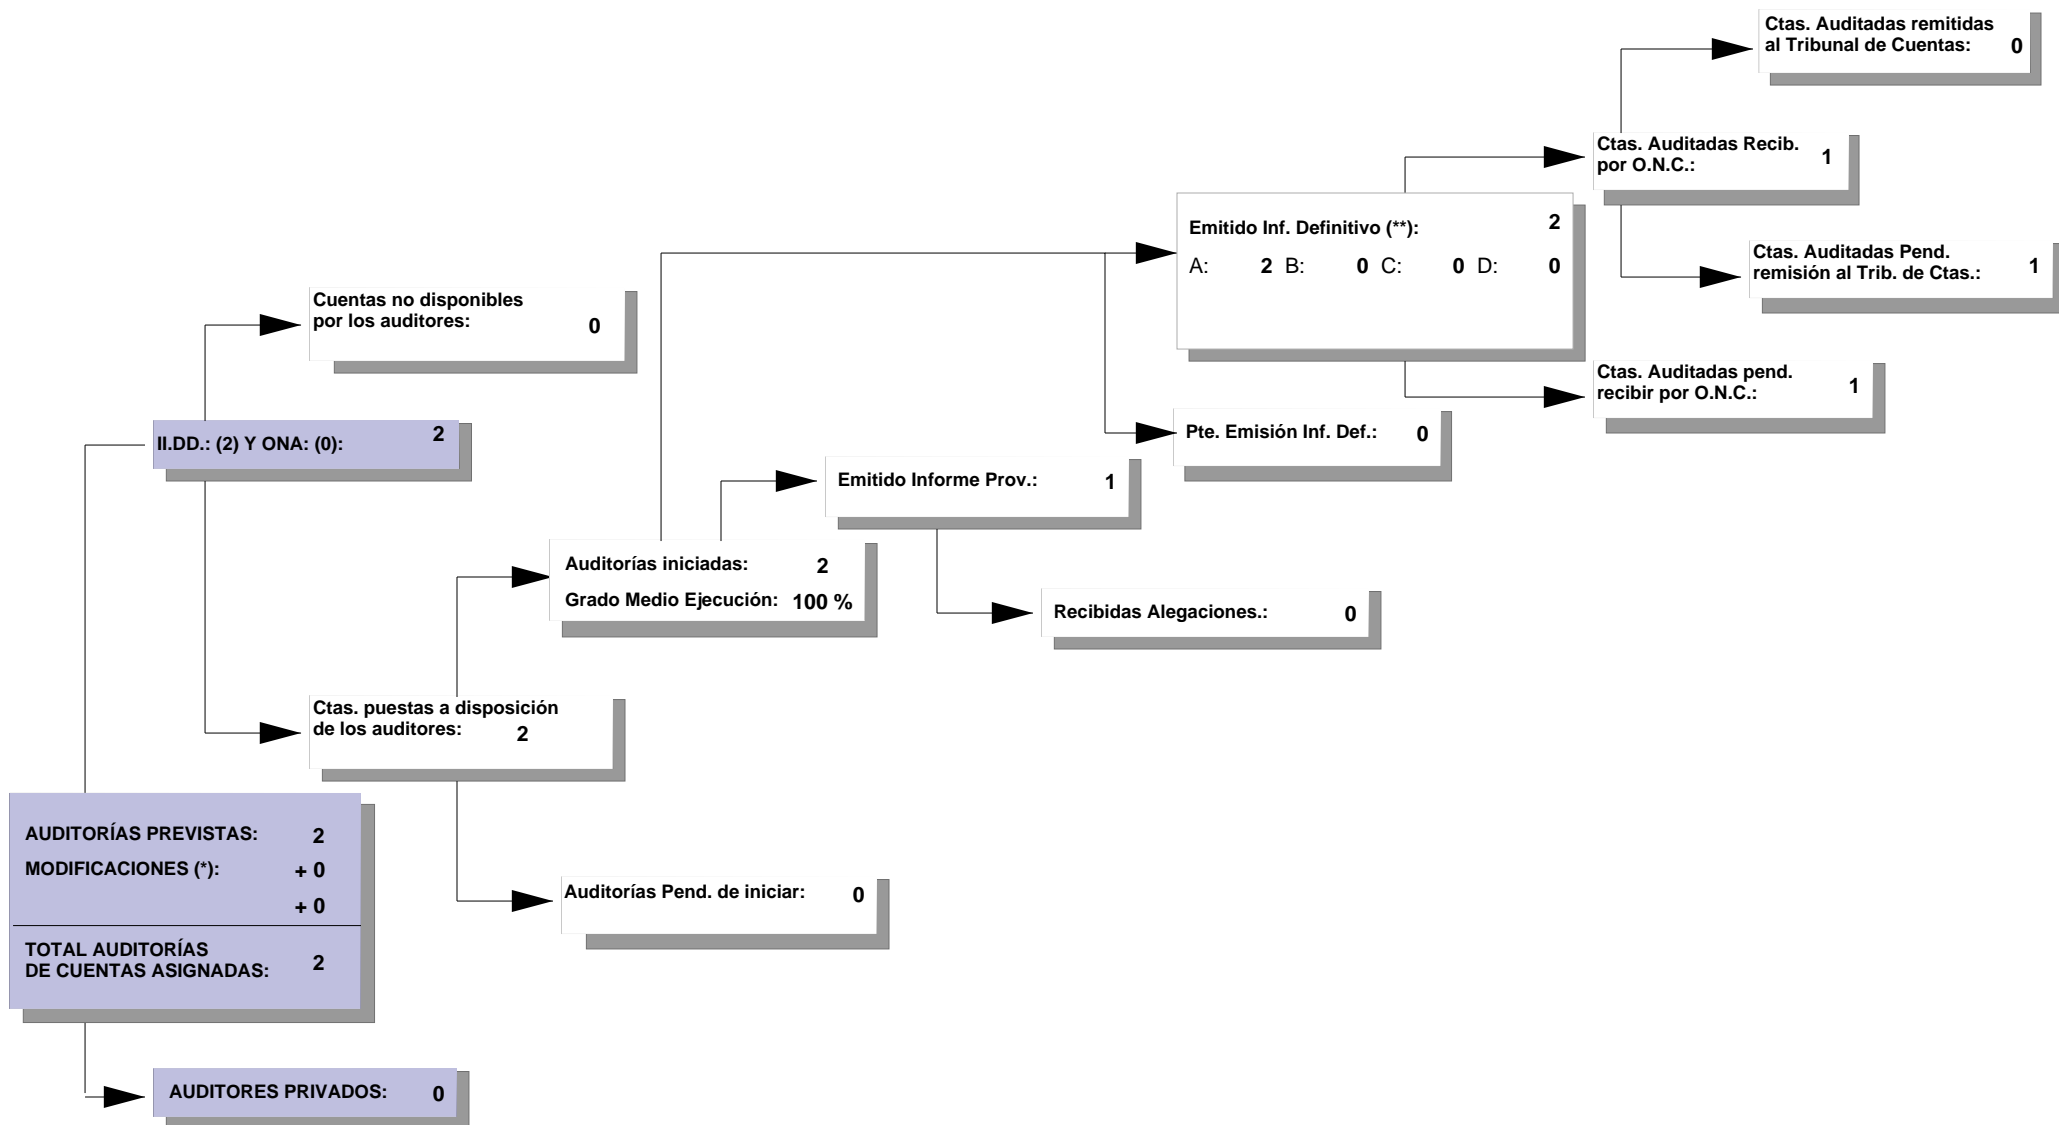 Ctas. Auditadas remitidas
al Tribunal de Cuentas: 0
Ctas. Auditadas Recib.
por O.N.C.: 1
Emitido Inf. Definitivo (**): 2
A: 2 B: 0 C: 0 D: 0
Ctas. Auditadas Pend.
remisión al Trib. de Ctas.: 1
Cuentas no disponibles
por los auditores: 0
Ctas. Auditadas pend.
recibir por O.N.C.: 1
II.DD.: (2) Y ONA: (0): 2
Pte. Emisión Inf. Def.: 0
Emitido Informe Prov.: 1
Auditorías iniciadas: 2
Grado Medio Ejecución: 100 %
Recibidas Alegaciones.: 0
Ctas. puestas a disposición
de los auditores: 2
AUDITORÍAS PREVISTAS: 2
MODIFICACIONES (*): + 0
+ 0
TOTAL AUDITORÍAS
DE CUENTAS ASIGNADAS: 2
Auditorías Pend. de iniciar: 0
AUDITORES PRIVADOS: 0